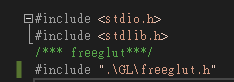 #include <stdio.h>
#include <stdlib.h>
/*** freeglut***/
#include ".\GL\freeglut.h"